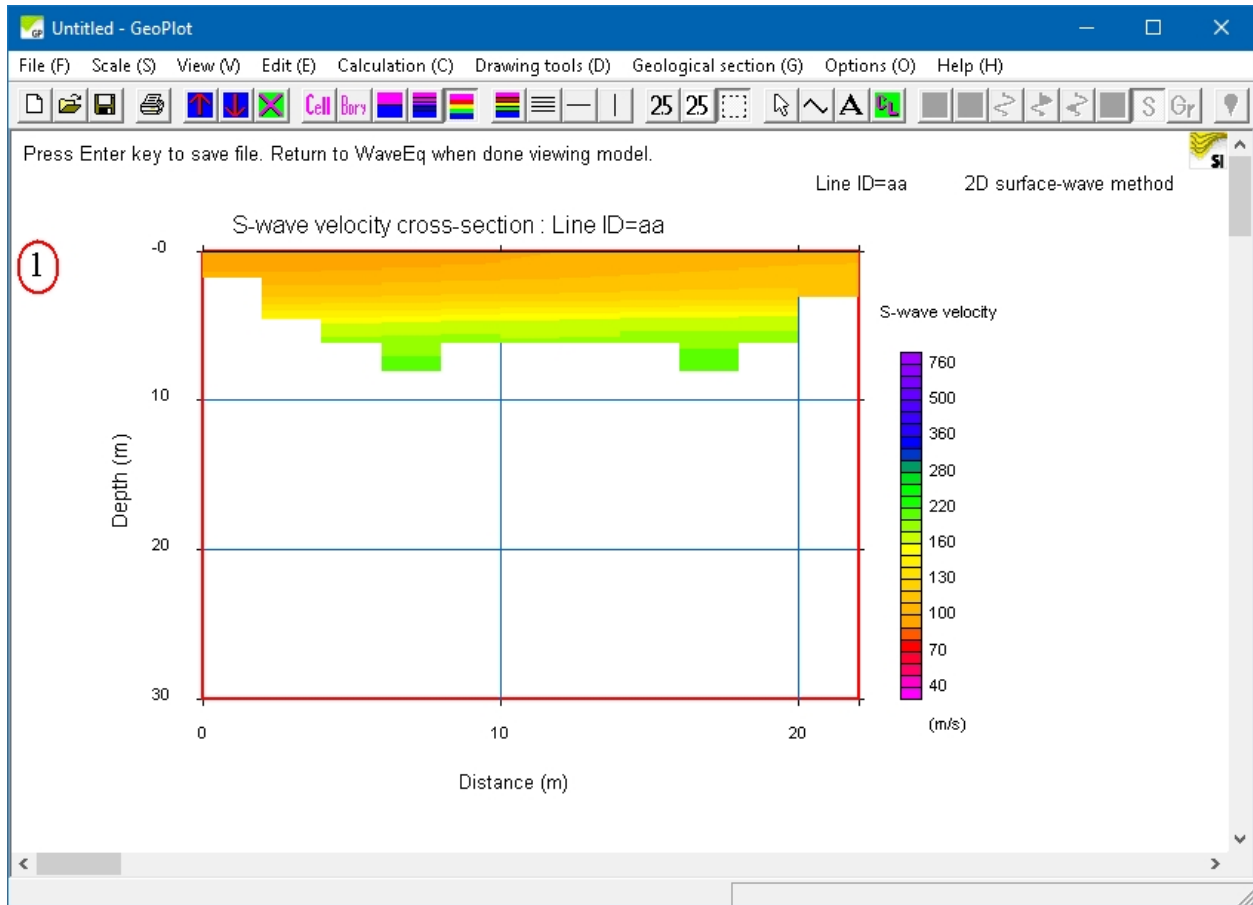 Untitled - GeoPlot
File (F) Scale (S) View (V) Edit (E) Calculation (C) Drawing tools (D) Geological section (G) Options (O) Help (H)
Cell 25 25 A S Gr
Press Enter key to save file. Return to WaveEq when done viewing model.
SI
Line ID=aa 2D surface-wave method
S-wave velocity cross-section : Line ID=aa
1
-0
10
20
30
Depth (m)
0 10 20
Distance (m)
S-wave velocity
760
500
360
280
220
160
130
100
70
40
(m/s)